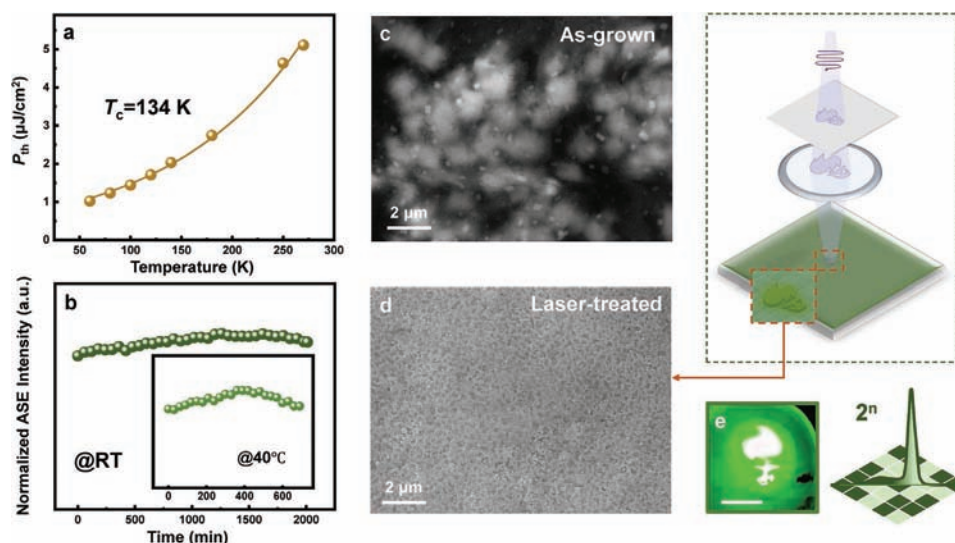 a
P_th (μJ/cm²)
5
4
3
2
1
0
T_c=134 K
50 100 150 200 250 300
Temperature (K)
b
Normalized ASE Intensity (a.u.)
@RT
@40℃
0 200 400 600
0 500 1000 1500 2000
Time (min)
c
As-grown
2 μm
d
Laser-treated
2 μm
e
2ⁿ